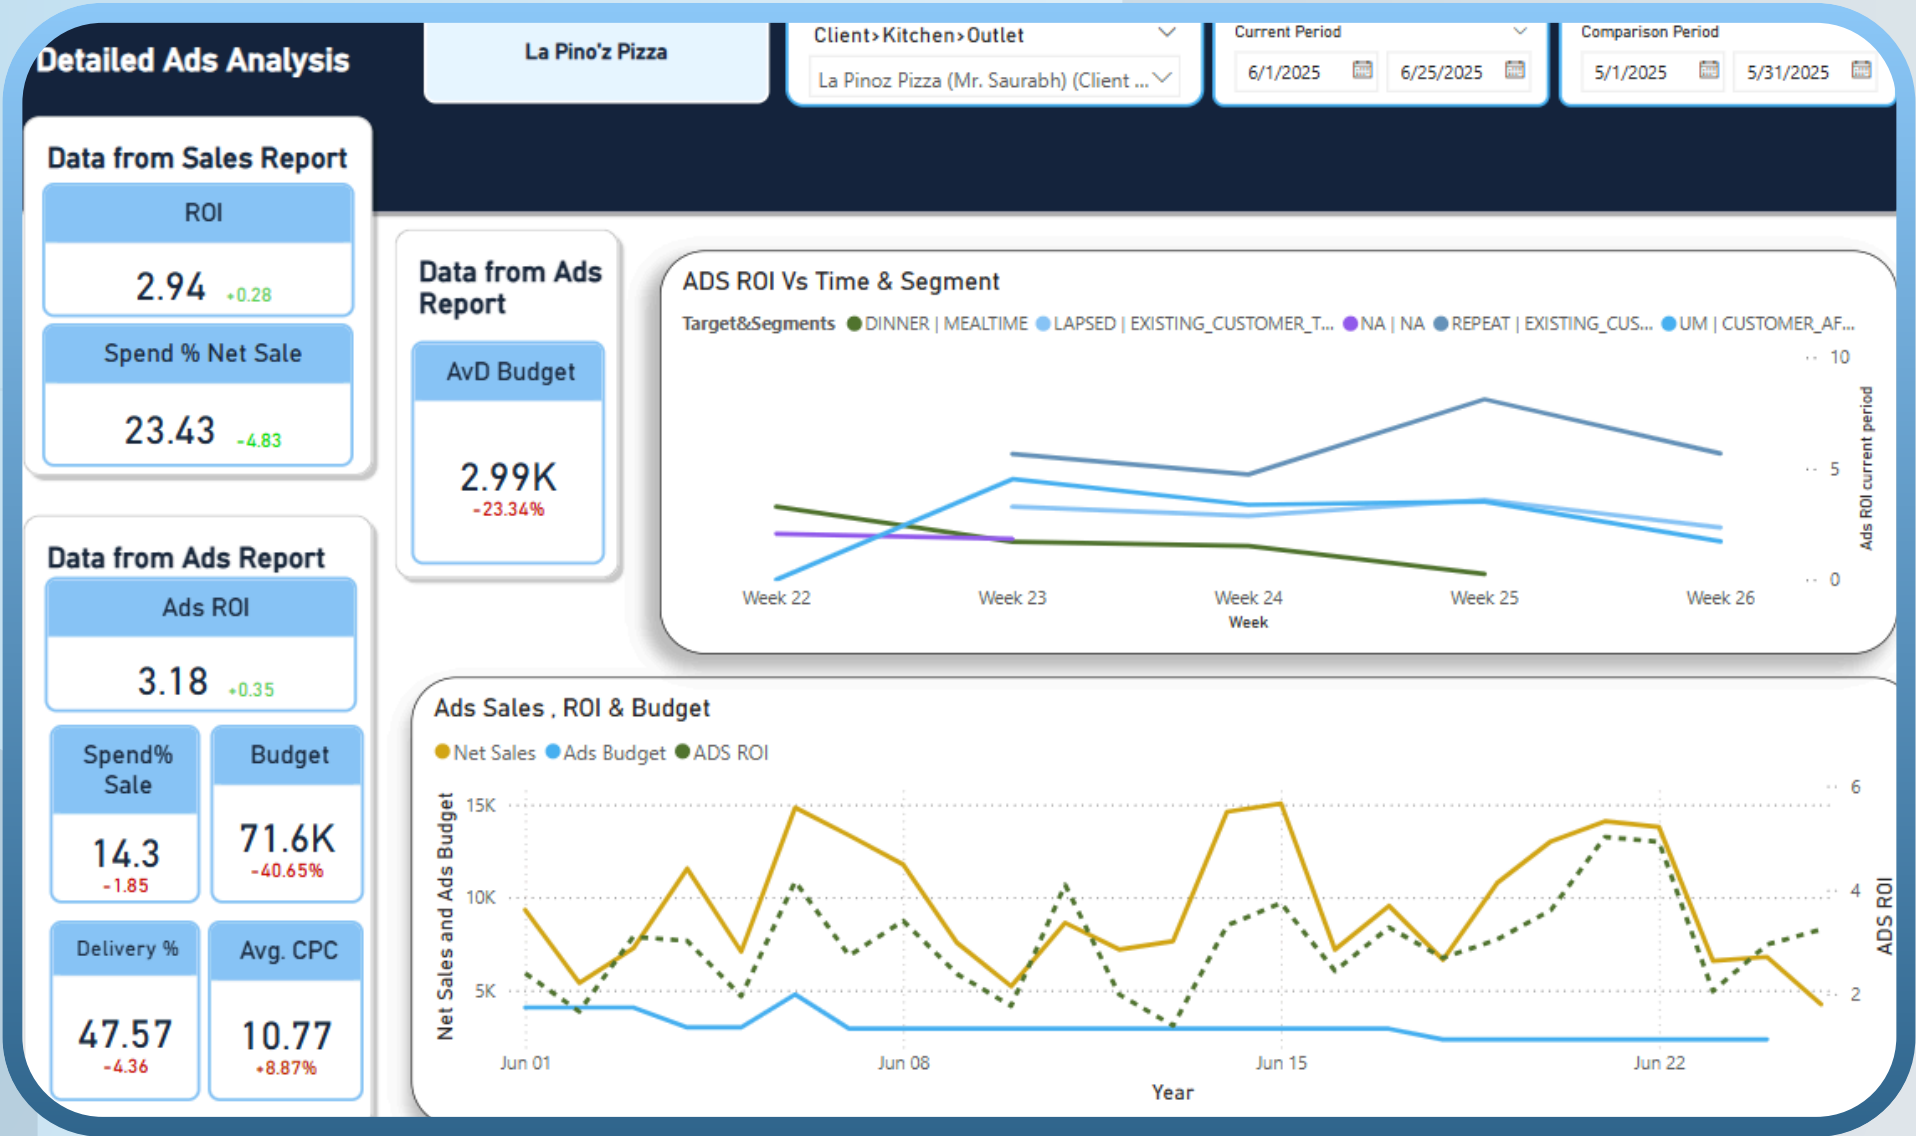 Detailed Ads Analysis
La Pino'z Pizza
Client>Kitchen>Outlet
La Pinoz Pizza (Mr. Saurabh) (Client ...
Current Period
6/1/2025
6/25/2025
Comparison Period
5/1/2025
5/31/2025
Data from Sales Report
ROI
2.94 +0.28
Spend % Net Sale
23.43 -4.83
Data from Ads Report
Ads ROI
3.18 +0.35
Spend%
Sale
14.3
-1.85
Budget
71.6K
-40.65%
Delivery %
47.57
-4.36
Avg. CPC
10.77
+8.87%
Data from Ads
Report
AvD Budget
2.99K
-23.34%
ADS ROI Vs Time & Segment
Target&Segments DINNER | MEALTIME LAPSED | EXISTING_CUSTOMER_T... NA | NA REPEAT | EXISTING_CUS... UM | CUSTOMER_AF...
10
5
0
Ads ROI current period
Week 22 Week 23 Week 24 Week 25 Week 26
Week
Ads Sales , ROI & Budget
Net Sales Ads Budget ADS ROI
Net Sales and Ads Budget
15K
10K
5K
6
4
2
ADS ROI
Jun 01 Jun 08 Jun 15 Jun 22
Year